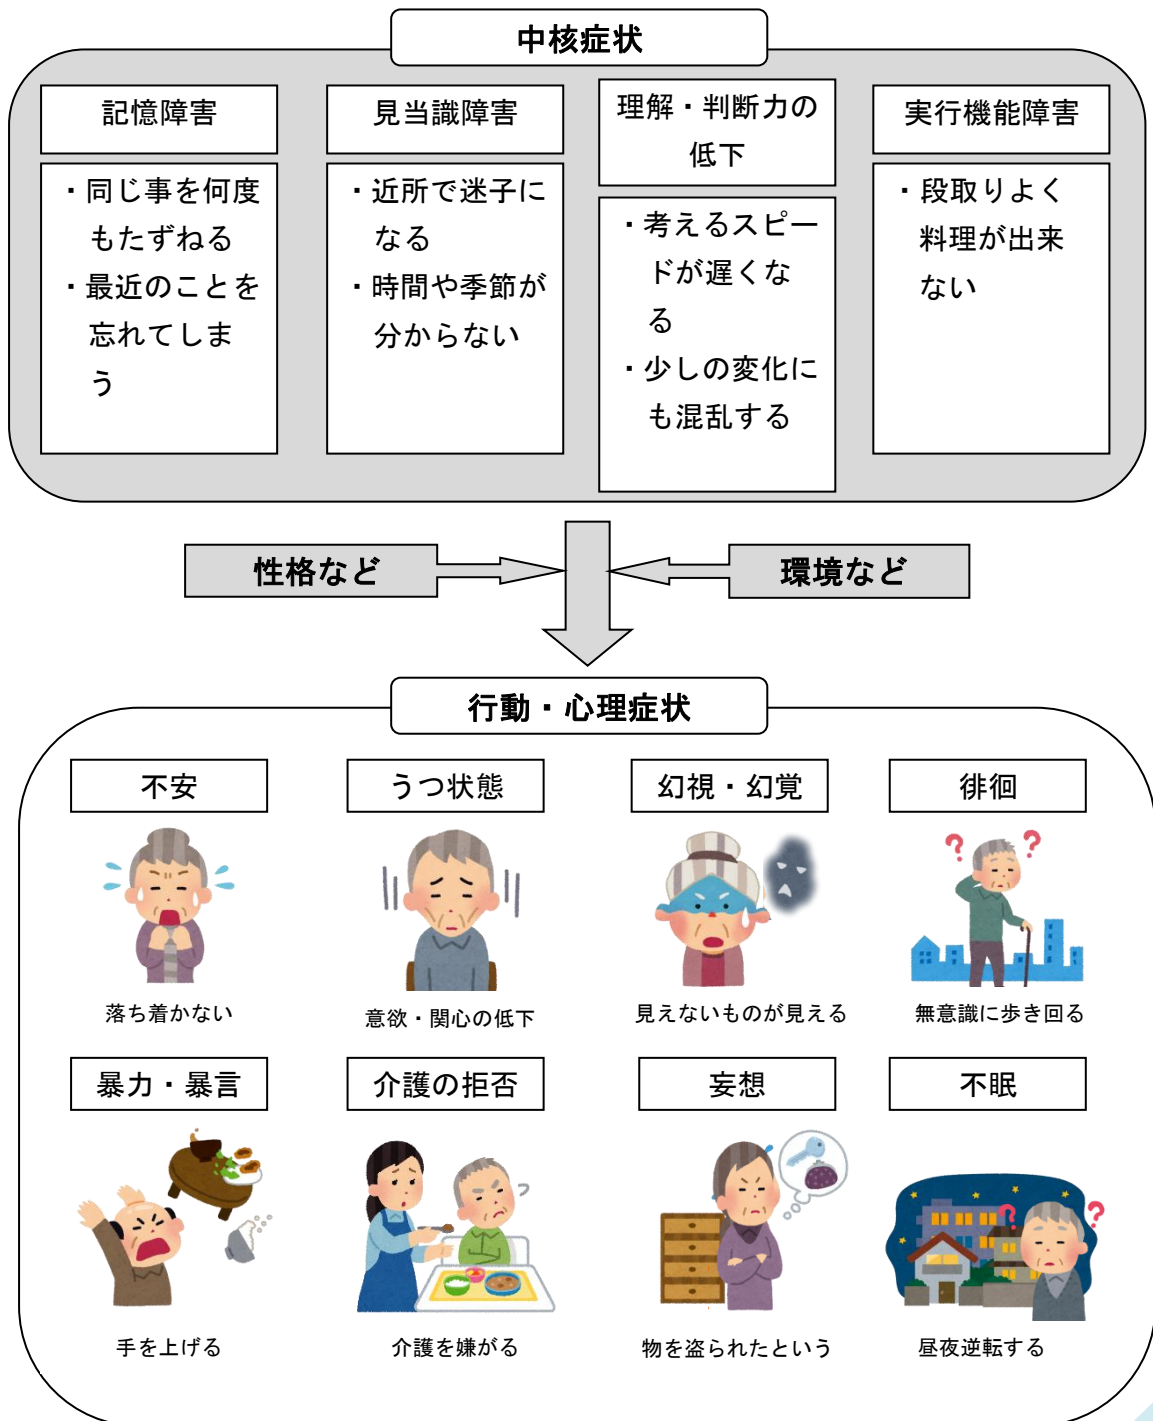 中核症状
記憶障害
・同じ事を何度
もたずねる
・最近のことを
忘れてしま
う
見当識障害
・近所で迷子に
なる
・時間や季節が
分からない
理解・判断力の
低下
・考えるスピー
ドが遅くな
る
・少しの変化に
も混乱する
実行機能障害
・段取りよく
料理が出来
ない
性格など
環境など
行動・心理症状
不安
落ち着かない
うつ状態
意欲・関心の低下
幻視・幻覚
見えないものが見える
徘徊
無意識に歩き回る
暴力・暴言
手を上げる
介護の拒否
介護を嫌がる
妄想
物を盗られたという
不眠
昼夜逆転する